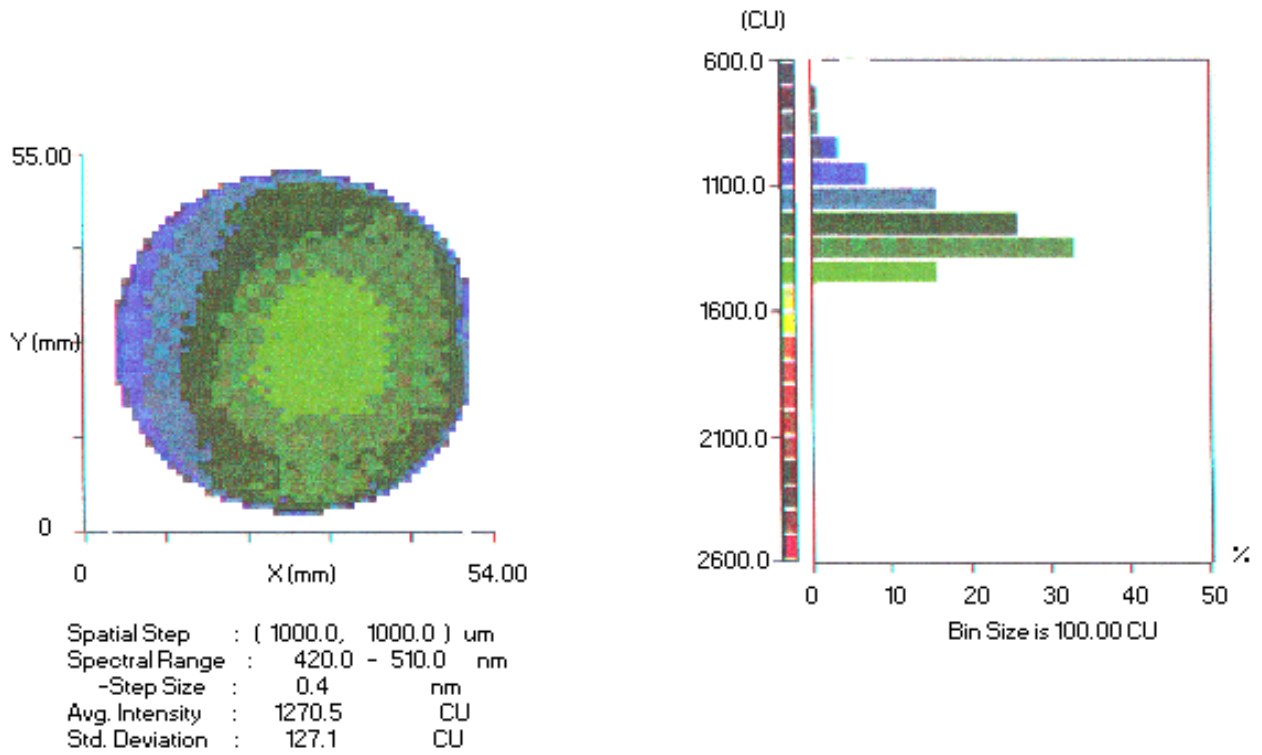 55.00
Y (mm)
0
0 X (mm) 54.00
Spatial Step : ( 1000.0, 1000.0 ) um
Spectral Range : 420.0 - 510.0 nm
-Step Size : 0.4 nm
Avg. Intensity : 1270.5 CU
Std. Deviation : 127.1 CU
(CU)
600.0
1100.0
1600.0
2100.0
2600.0
%
0 10 20 30 40 50
Bin Size is 100.00 CU